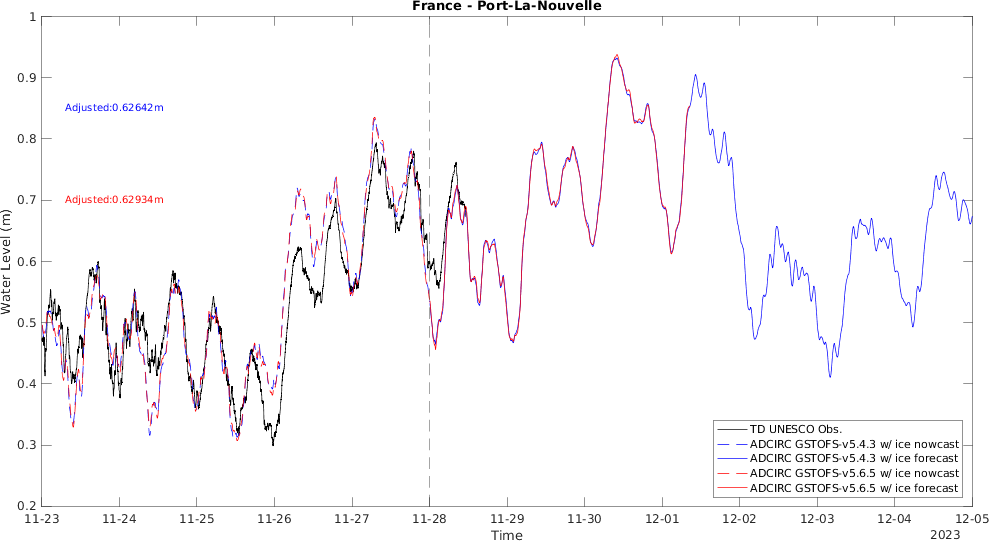 France - Port-La-Nouvelle
1
0.9
0.8
0.7
0.6
0.5
0.4
0.3
0.2
Water Level (m)
Adjusted:0.62642m
Adjusted:0.62934m
TD UNESCO Obs.
ADCIRC GSTOFS-v5.4.3 w/ ice nowcast
ADCIRC GSTOFS-v5.4.3 w/ ice forecast
ADCIRC GSTOFS-v5.6.5 w/ ice nowcast
ADCIRC GSTOFS-v5.6.5 w/ ice forecast
11-23 11-24 11-25 11-26 11-27 11-28 11-29 11-30 12-01 12-02 12-03 12-04 12-05
Time
2023